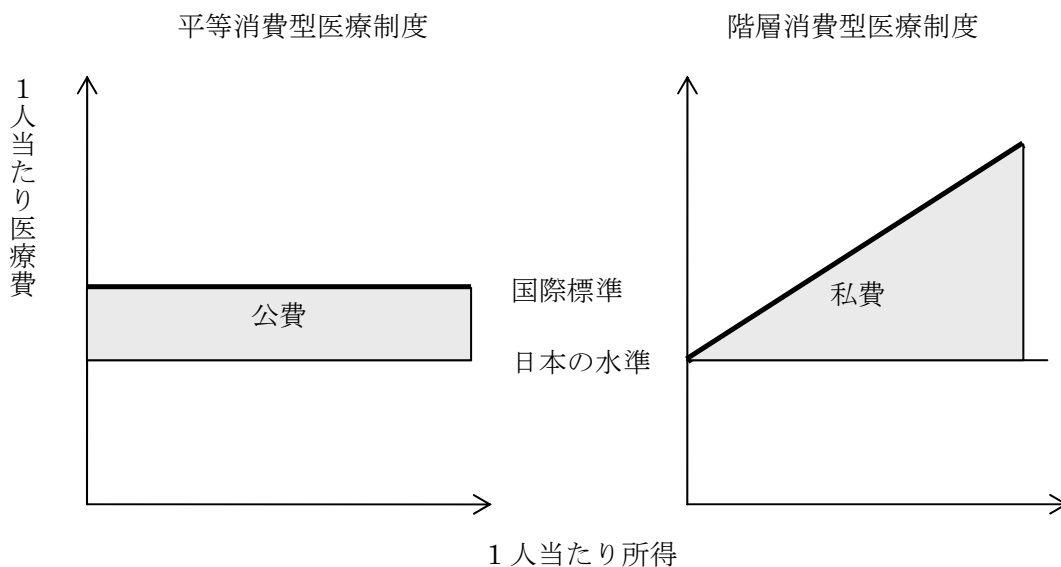 平等消費型医療制度
階層消費型医療制度
1人当たり医療費
公費
国際標準
日本の水準
私費
1人当たり所得